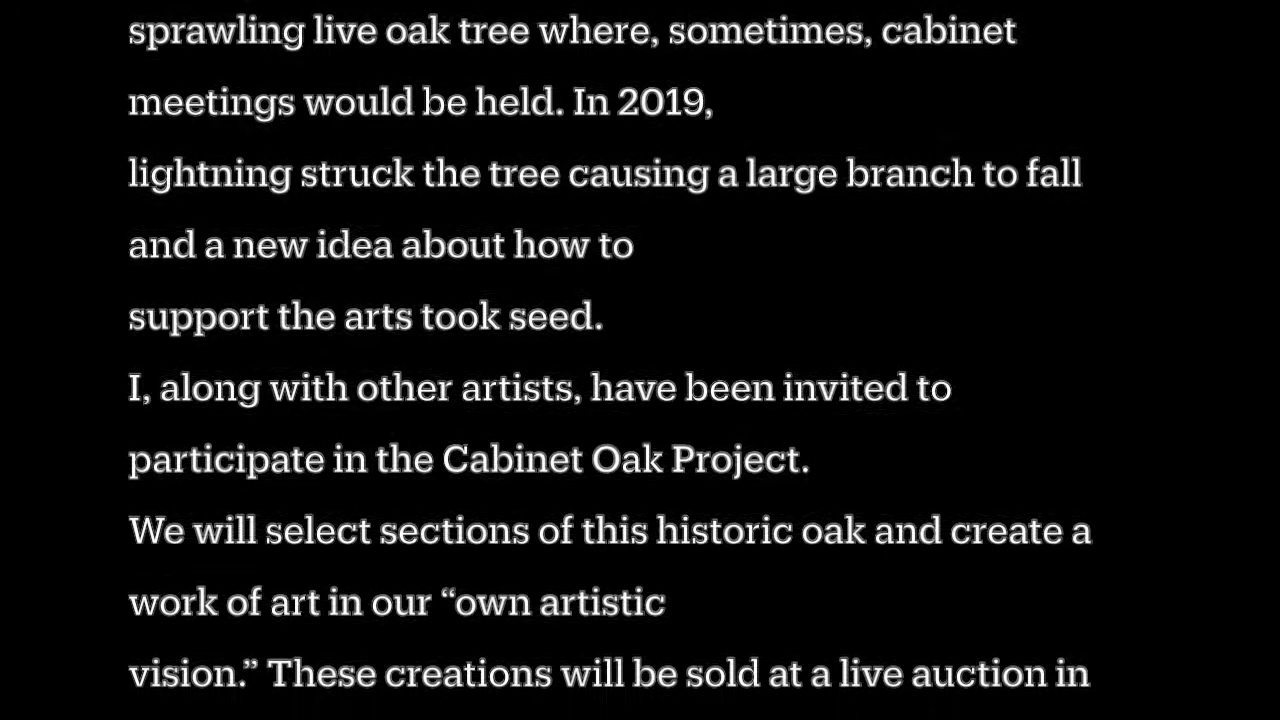 sprawling live oak tree where, sometimes, cabinet
meetings would be held. In 2019,
lightning struck the tree causing a large branch to fall
and a new idea about how to
support the arts took seed.
I, along with other artists, have been invited to
participate in the Cabinet Oak Project.
We will select sections of this historic oak and create a
work of art in our “own artistic
vision.” These creations will be sold at a live auction in